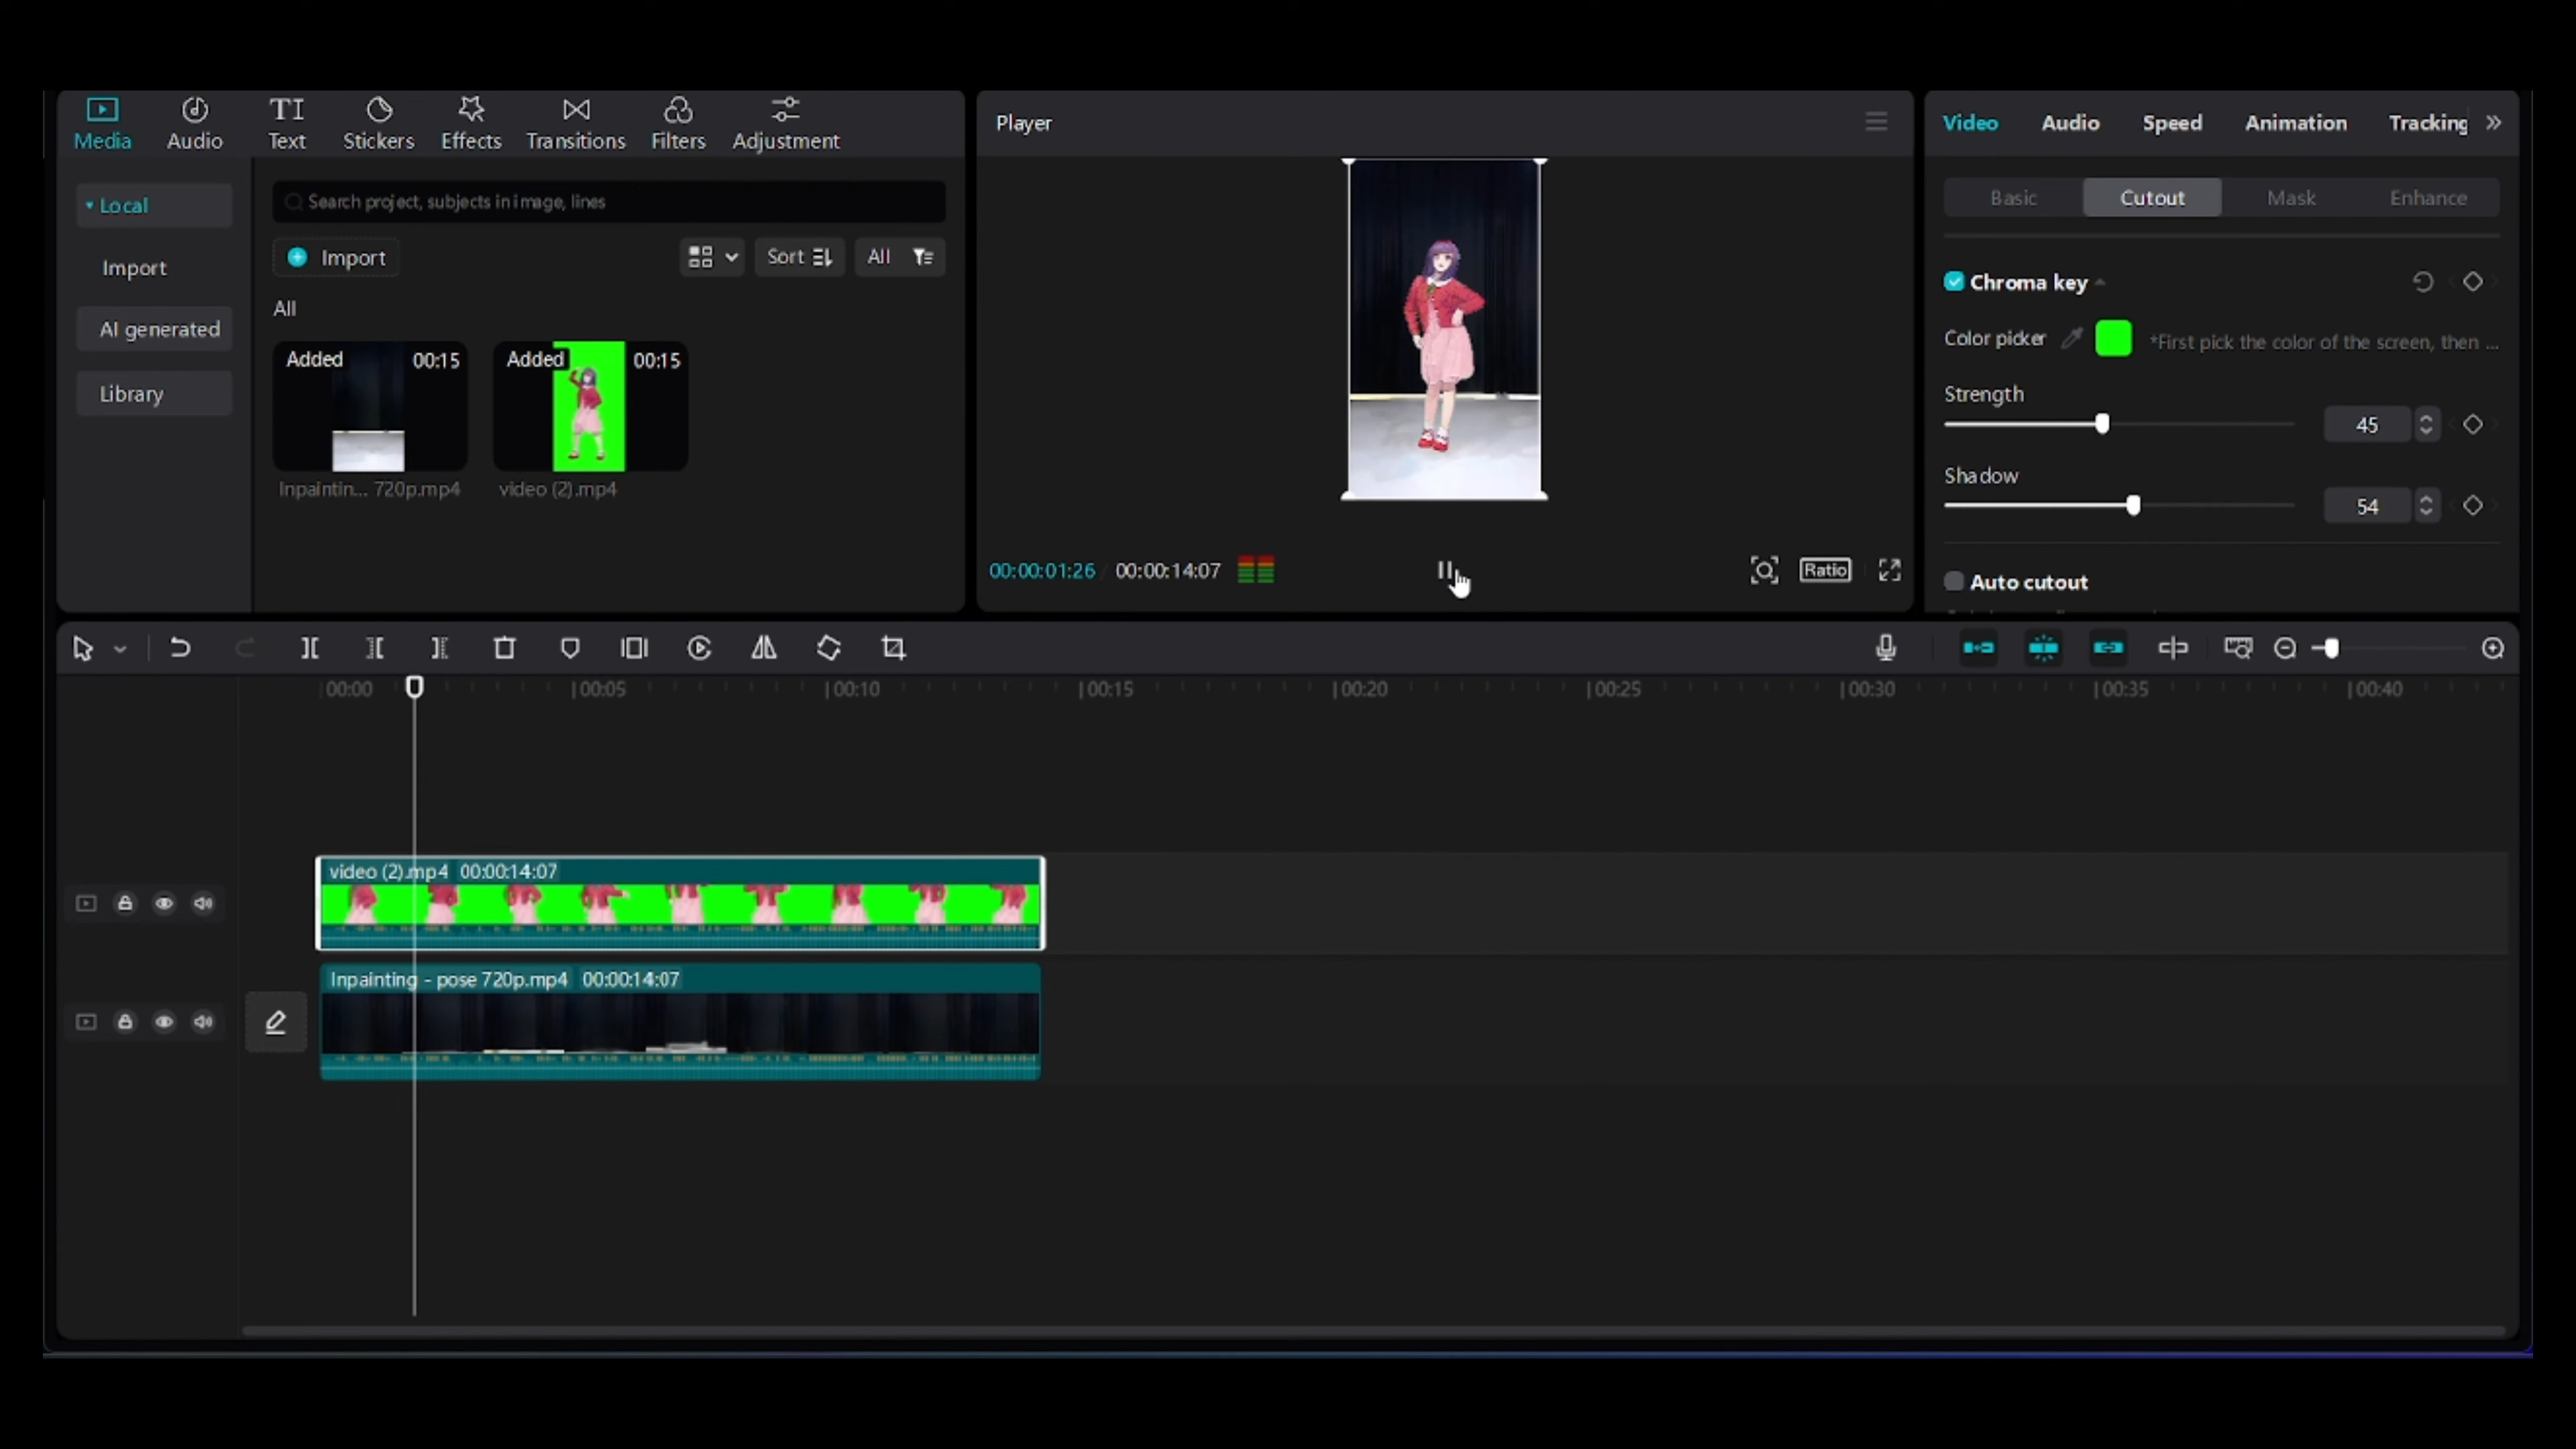 Media Audio Text Stickers Effects Transitions Filters Adjustment
Local
Import
AI generated
Library
Search project, subjects in image, lines
Import
Sort
All
All
Added 00:15
Inpaintin... 720p.mp4
Added 00:15
video (2).mp4
Player
00:00:01:26 / 00:00:14:07
Ratio
Video Audio Speed Animation Tracking
Basic Cutout Mask Enhance
Chroma key
Color picker *First pick the color of the screen, then ...
Strength
45
Shadow
54
Auto cutout
00:00 00:05 00:10 00:15 00:20 00:25 00:30 00:35 00:40
video (2).mp4 00:00:14:07
Inpainting - pose 720p.mp4 00:00:14:07